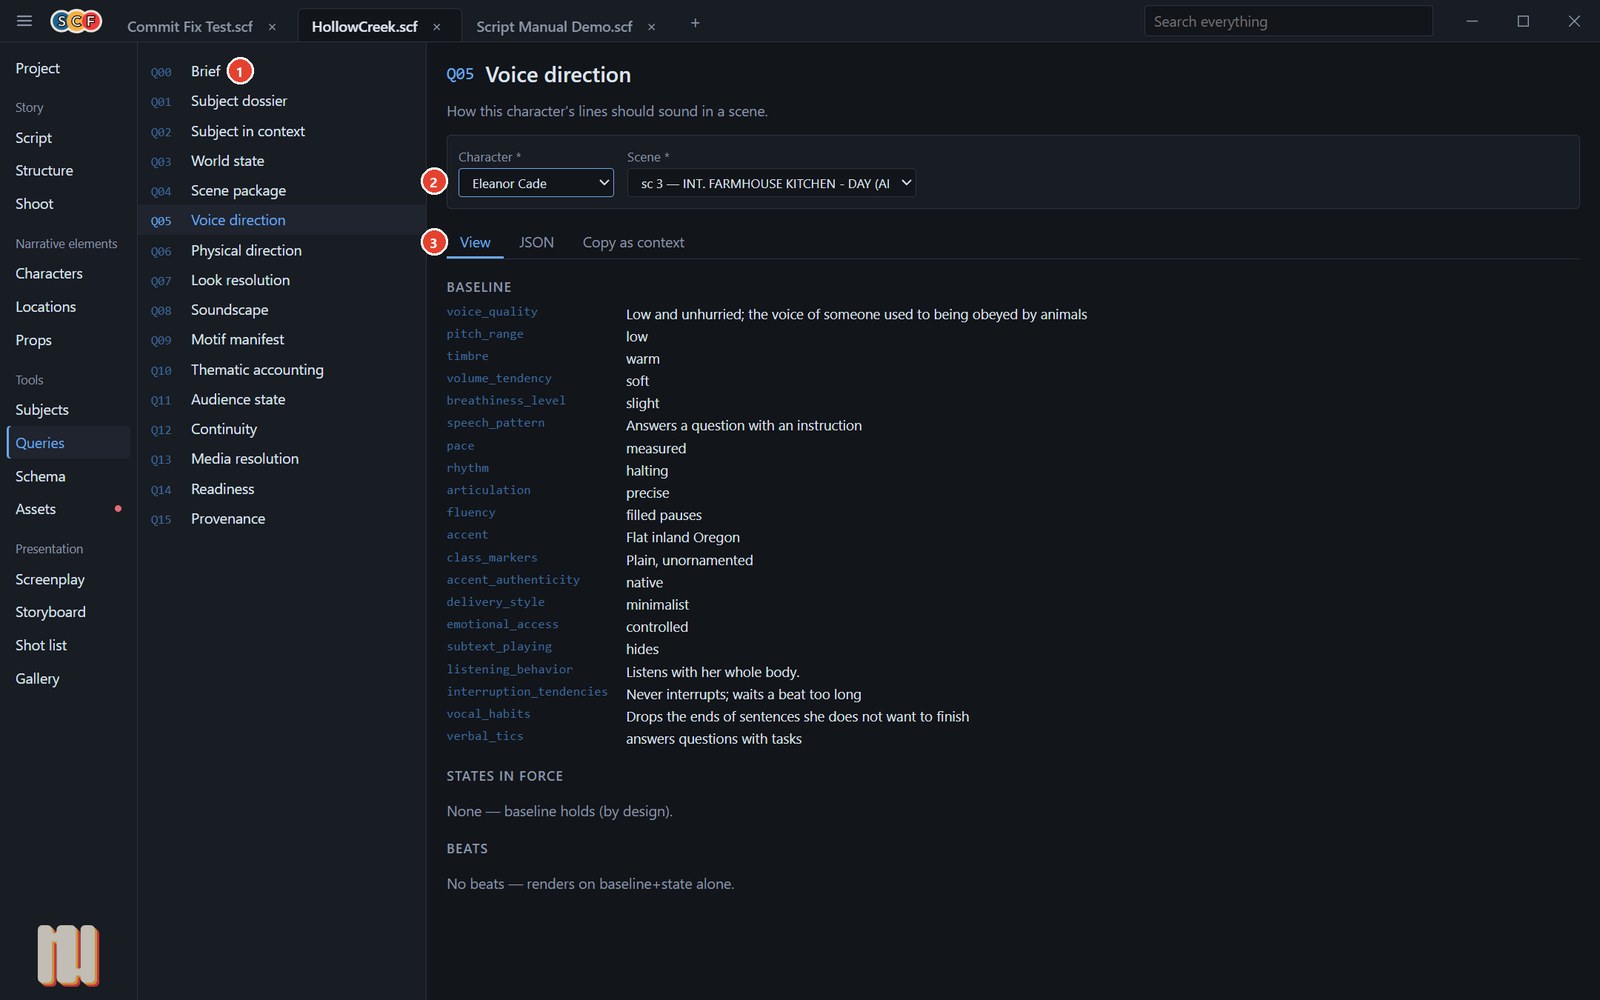 SCF
Commit Fix Test.scf ×
HollowCreek.scf ×
Script Manual Demo.scf ×
+
Search everything
Project
Story
Script
Structure
Shoot
Narrative elements
Characters
Locations
Props
Tools
Subjects
Queries
Schema
Assets
Presentation
Screenplay
Storyboard
Shot list
Gallery
Q00 Brief 1
Q01 Subject dossier
Q02 Subject in context
Q03 World state
Q04 Scene package
Q05 Voice direction
Q06 Physical direction
Q07 Look resolution
Q08 Soundscape
Q09 Motif manifest
Q10 Thematic accounting
Q11 Audience state
Q12 Continuity
Q13 Media resolution
Q14 Readiness
Q15 Provenance
Q05 Voice direction
How this character's lines should sound in a scene.
Character * Scene *
2 Eleanor Cade sc 3 — INT. FARMHOUSE KITCHEN - DAY (AI
3 View JSON Copy as context
BASELINE
voice_quality Low and unhurried; the voice of someone used to being obeyed by animals
pitch_range low
timbre warm
volume_tendency soft
breathiness_level slight
speech_pattern Answers a question with an instruction
pace measured
rhythm halting
articulation precise
fluency filled pauses
accent Flat inland Oregon
class_markers Plain, unornamented
accent_authenticity native
delivery_style minimalist
emotional_access controlled
subtext_playing hides
listening_behavior Listens with her whole body.
interruption_tendencies Never interrupts; waits a beat too long
vocal_habits Drops the ends of sentences she does not want to finish
verbal_tics answers questions with tasks
STATES IN FORCE
None — baseline holds (by design).
BEATS
No beats — renders on baseline+state alone.